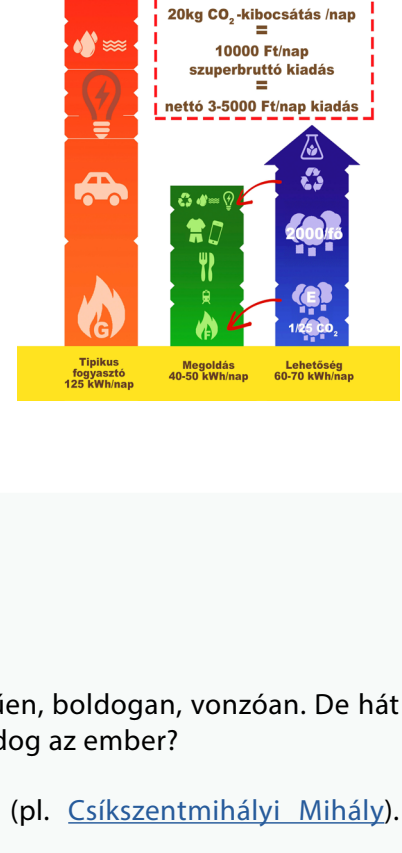 20kg CO₂-kibocsátás /nap
=
10000 Ft/nap
szuperbruttó kiadás
=
nettó 3-5000 Ft/nap kiadás
2000/fő
G
F
E
1/25 CO₂
Tipikus
fogyasztó
125 kWh/nap
Megoldás
40-50 kWh/nap
Lehetőség
60-70 kWh/nap
űen, boldogan, vonzóan. De hát
dog az ember?
(pl. Csíkszentmihályi Mihály).